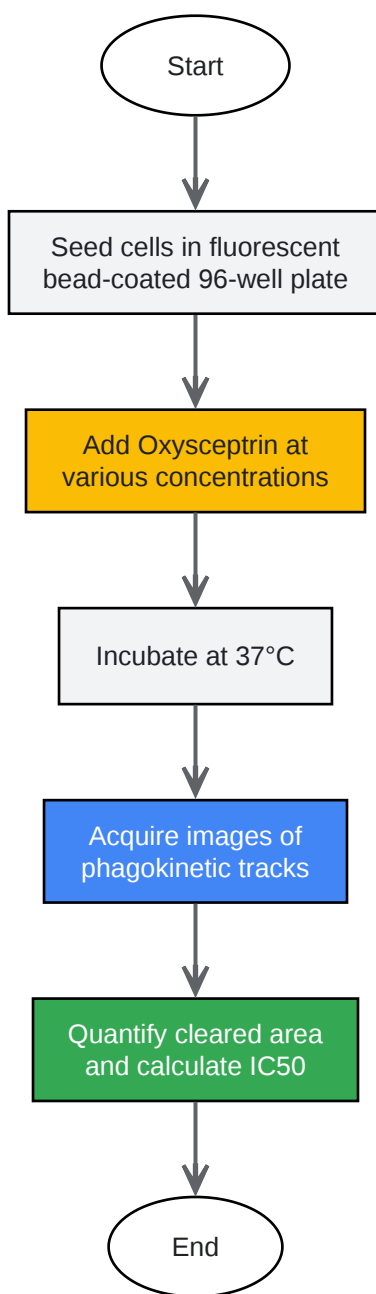 Start
Seed cells in fluorescent
bead-coated 96-well plate
Add Oxysceptrin at
various concentrations
Incubate at 37°C
Acquire images of
phagokinetic tracks
Quantify cleared area
and calculate IC50
End